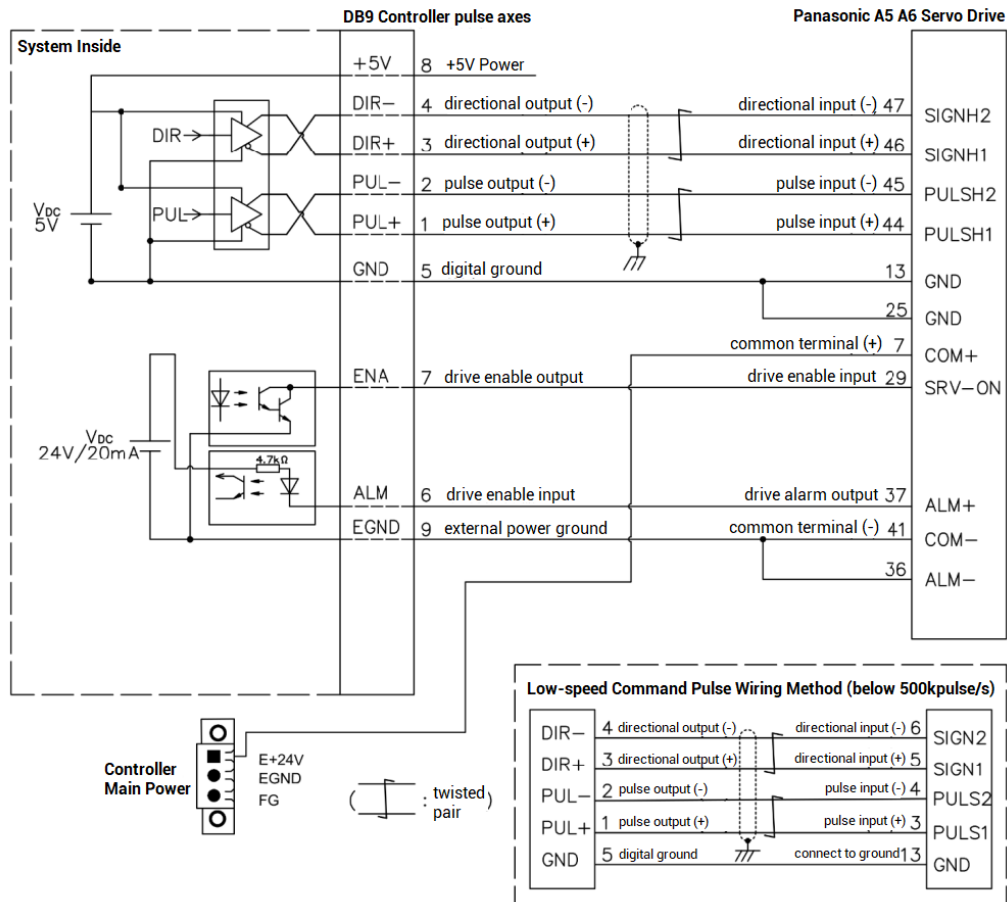 DB9 Controller pulse axes
Panasonic A5 A6 Servo Drive
System Inside
+5V 8 +5V Power
DIR- 4 directional output (-) directional input (-) 47 SIGNH2
DIR
DIR+ 3 directional output (+) directional input (+) 46 SIGNH1
PUL- 2 pulse output (-) pulse input (-) 45 PULSH2
VDC
5V
PUL
PUL+ 1 pulse output (+) pulse input (+) 44 PULSH1
GND 5 digital ground 13 GND
25 GND
common terminal (+) 7 COM+
ENA 7 drive enable output drive enable input 29 SRV-ON
VDC
24V/20mA
4.7kΩ
ALM 6 drive enable input drive alarm output 37 ALM+
EGND 9 external power ground common terminal (-) 41 COM-
36 ALM-
Controller
Main Power
E+24V
EGND
FG
( : twisted
pair )
Low-speed Command Pulse Wiring Method (below 500kpulse/s)
DIR- 4 directional output (-) directional input (-) 6 SIGN2
DIR+ 3 directional output (+) directional input (+) 5 SIGN1
PUL- 2 pulse output (-) pulse input (-) 4 PULS2
PUL+ 1 pulse output (+) pulse input (+) 3 PULS1
GND 5 digital ground connect to ground 13 GND